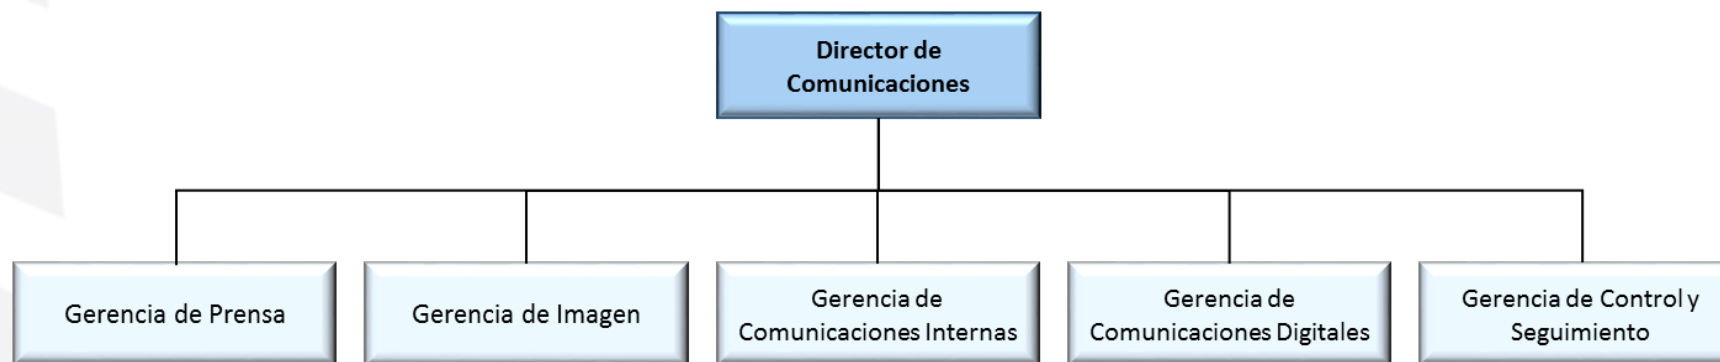 Director de
Comunicaciones
Gerencia de Prensa
Gerencia de Imagen
Gerencia de
Comunicaciones Internas
Gerencia de
Comunicaciones Digitales
Gerencia de Control y
Seguimiento